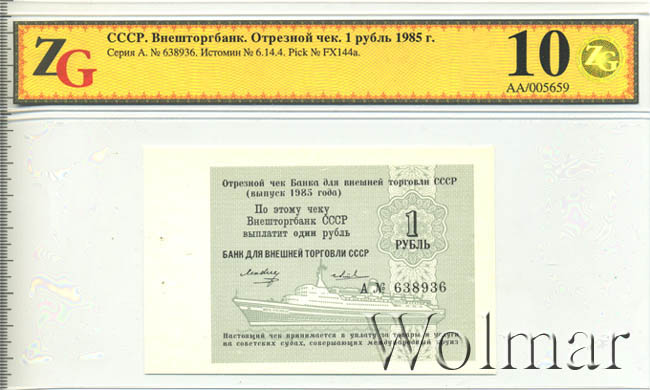 ZG
СССР. Внешторгбанк. Отрезной чек. 1 рубль 1985 г.
Серия А. № 638936. Истомин № 6.14.4. Pick № FX144a.
10
ZG
AA/005659
Отрезной чек Банка для внешней торговли СССР
(выпуск 1985 года)
По этому чеку
Внешторгбанк СССР
выплатит один рубль
1
РУБЛЬ
БАНК ДЛЯ ВНЕШНЕЙ ТОРГОВЛИ СССР
А № 638936
Настоящий чек принимается в уплату за товары и услуги
на советских судах, совершающих международный круиз
Wolmar